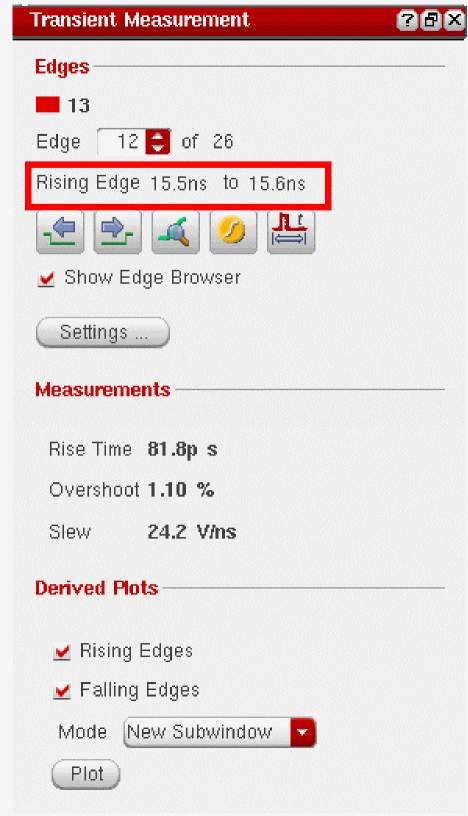 Transient Measurement
Edges
13
Edge 12 of 26
Rising Edge 15.5ns to 15.6ns
t
Show Edge Browser
Settings ...
Measurements
Rise Time 81.8p s
Overshoot 1.10 %
Slew 24.2 V/ns
Derived Plots
Rising Edges
Falling Edges
Mode New Subwindow
Plot